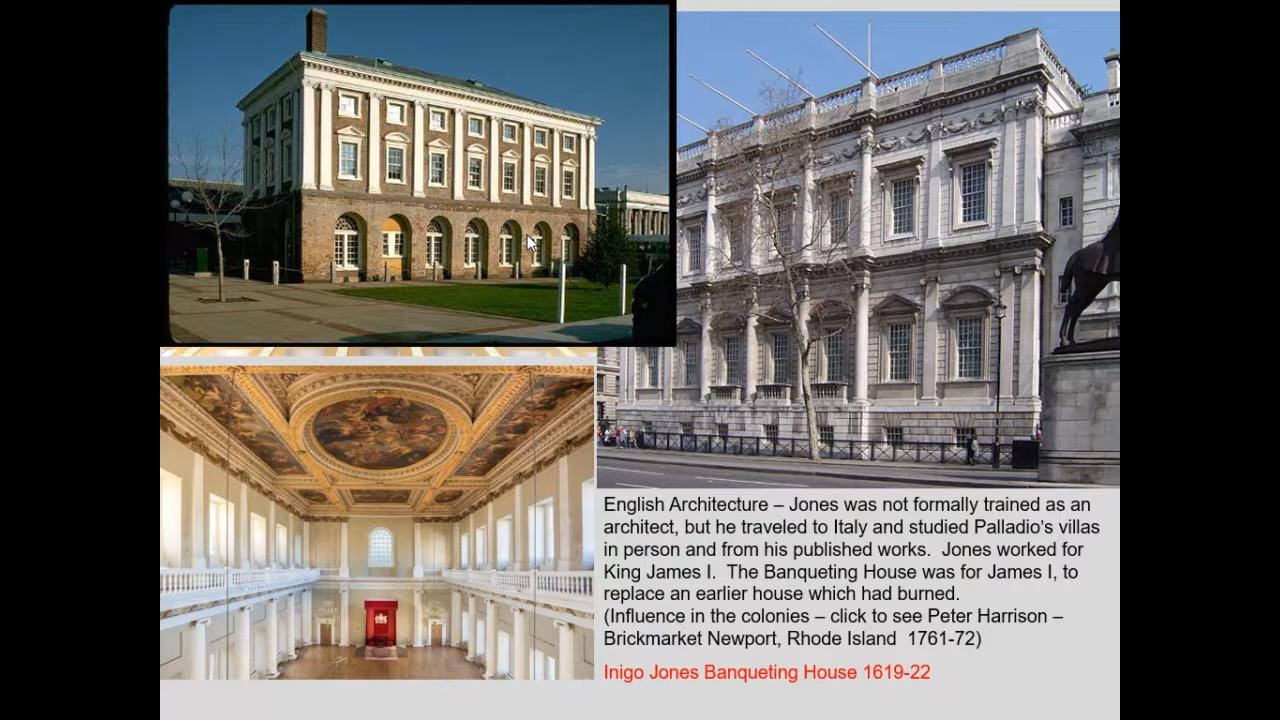 English Architecture – Jones was not formally trained as an
architect, but he traveled to Italy and studied Palladio's villas
in person and from his published works.  Jones worked for
King James I.  The Banqueting House was for James I, to
replace an earlier house which had burned.
(Influence in the colonies – click to see Peter Harrison –
Brickmarket Newport, Rhode Island  1761-72)
Inigo Jones Banqueting House 1619-22